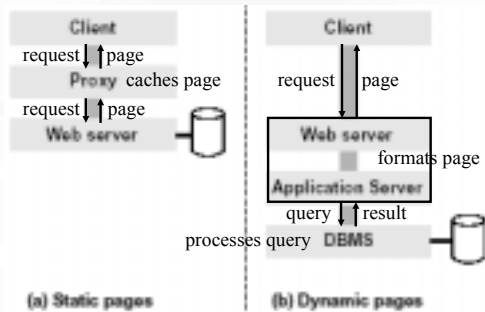 Client
request page
Proxy caches page
request page
Web server
(a) Static pages
Client
request page
Web server
formats page
Application Server
query result
processes query DBMS
(b) Dynamic pages